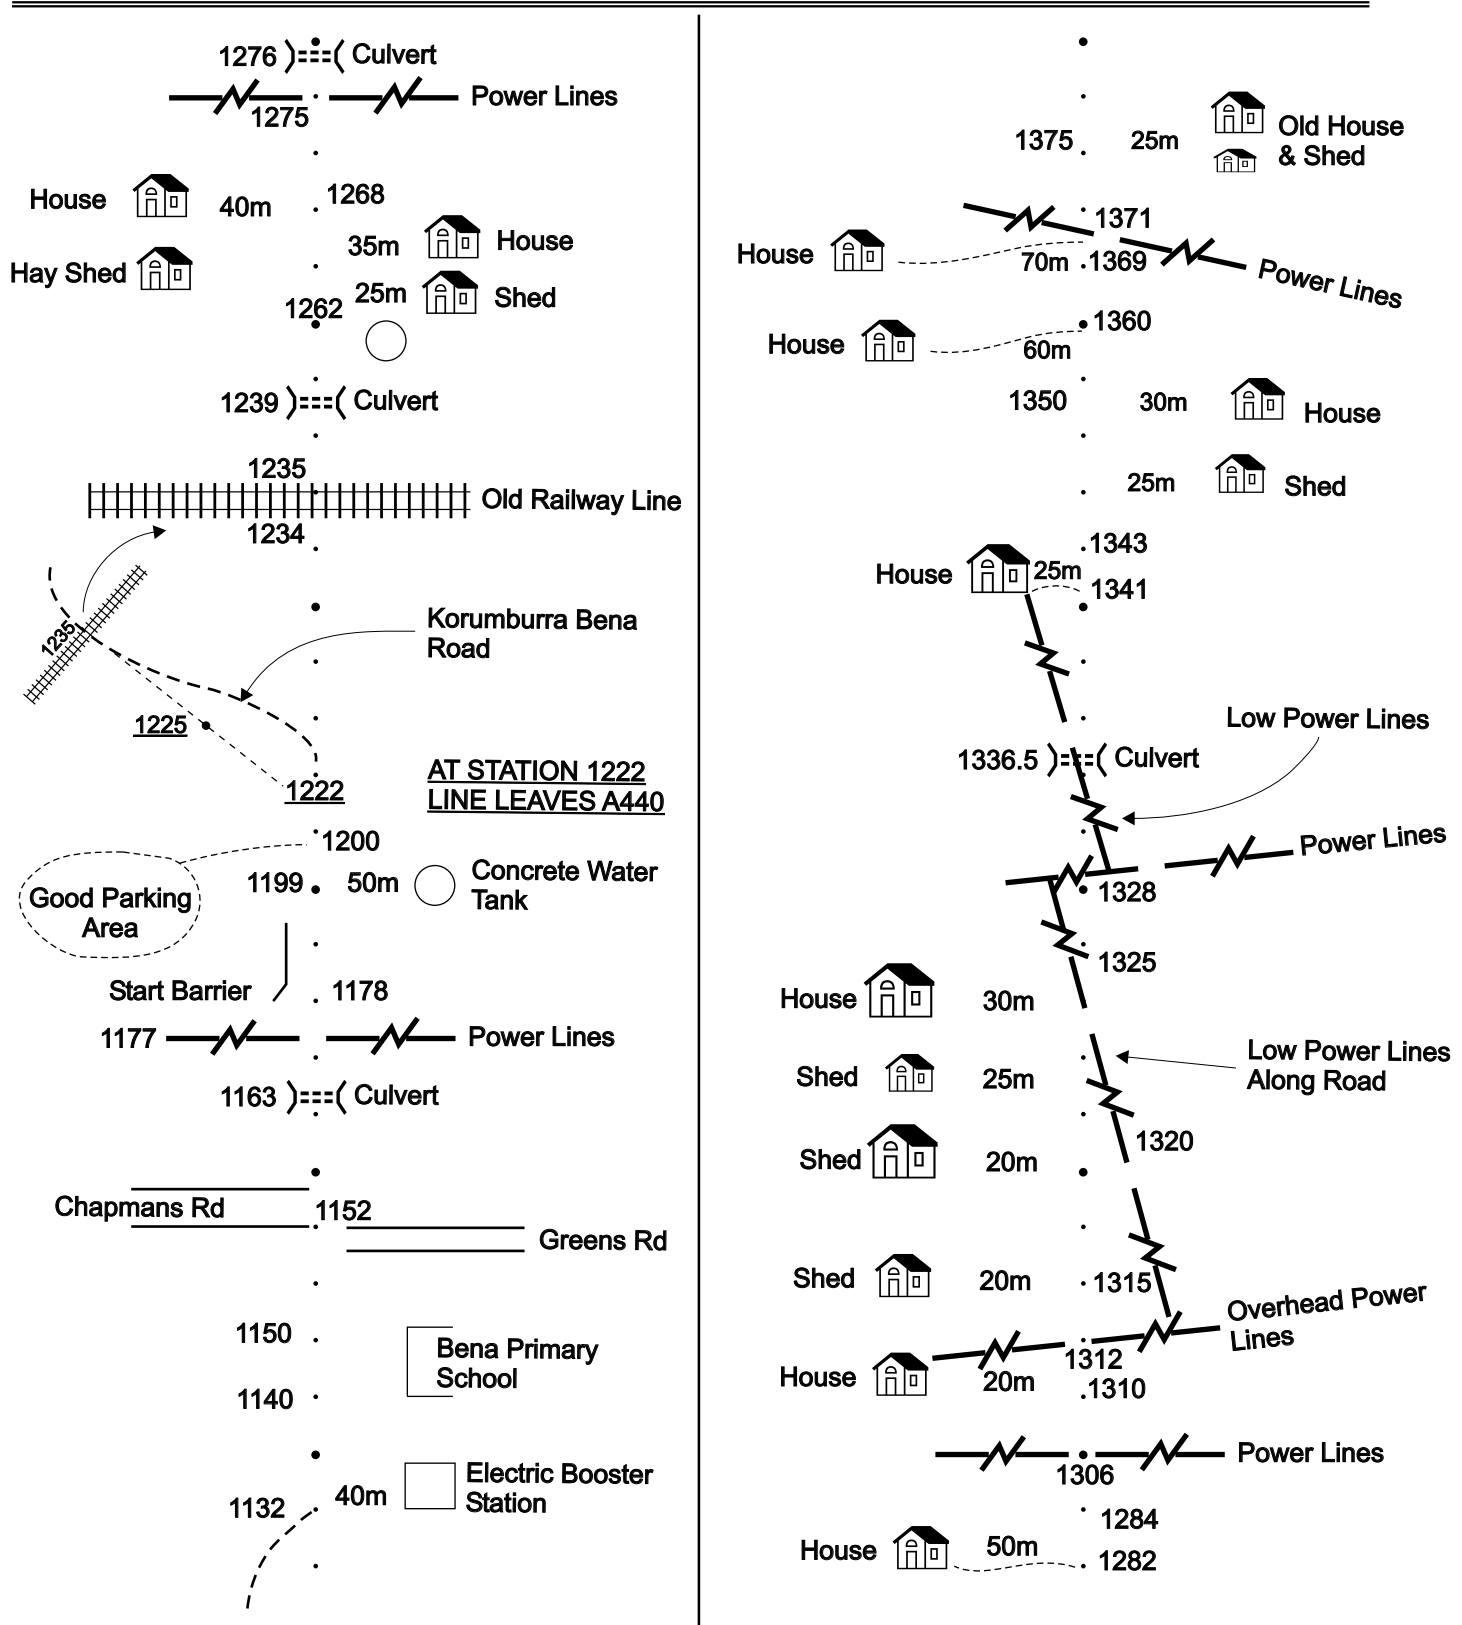 1276
Culvert
Power Lines
1275
House
40m
1268
35m
House
Hay Shed
25m
Shed
1262
1239
Culvert
1235
Old Railway Line
1234
1235
Korumburra Bena
Road
1225
1222
AT STATION 1222
LINE LEAVES A440
1200
Good Parking
Area
1199
50m
Concrete Water
Tank
Start Barrier
1178
1177
Power Lines
1163
Culvert
Chapmans Rd
1152
Greens Rd
1150
Bena Primary
School
1140
Electric Booster
Station
40m
1132
1375
25m
Old House
& Shed
1371
House
70m
1369
Power Lines
1360
House
60m
1350
30m
House
25m
Shed
1343
House
25m
1341
Low Power Lines
1336.5
Culvert
Power Lines
1328
1325
House
30m
Low Power Lines
Along Road
Shed
25m
1320
Shed
20m
Shed
20m
1315
Overhead Power
Lines
1312
House
20m
1310
Power Lines
1306
1284
House
50m
1282